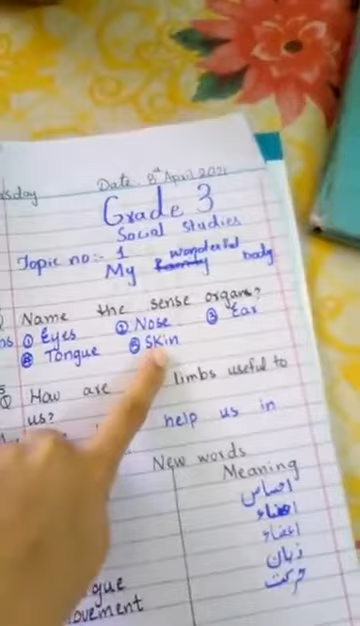 sday Date:- 8th April 2021
Grade 3
Social Studies
Topic no:- 1
My wonderful body
Name the sense organs?
① Eyes ② Nose ③ Ear
Tongue ⑤ Skin
Q How are limbs useful to
us?
help us in
New words
Meaning
احساس
اعضاء
زبان
حرکت
gue
ovement